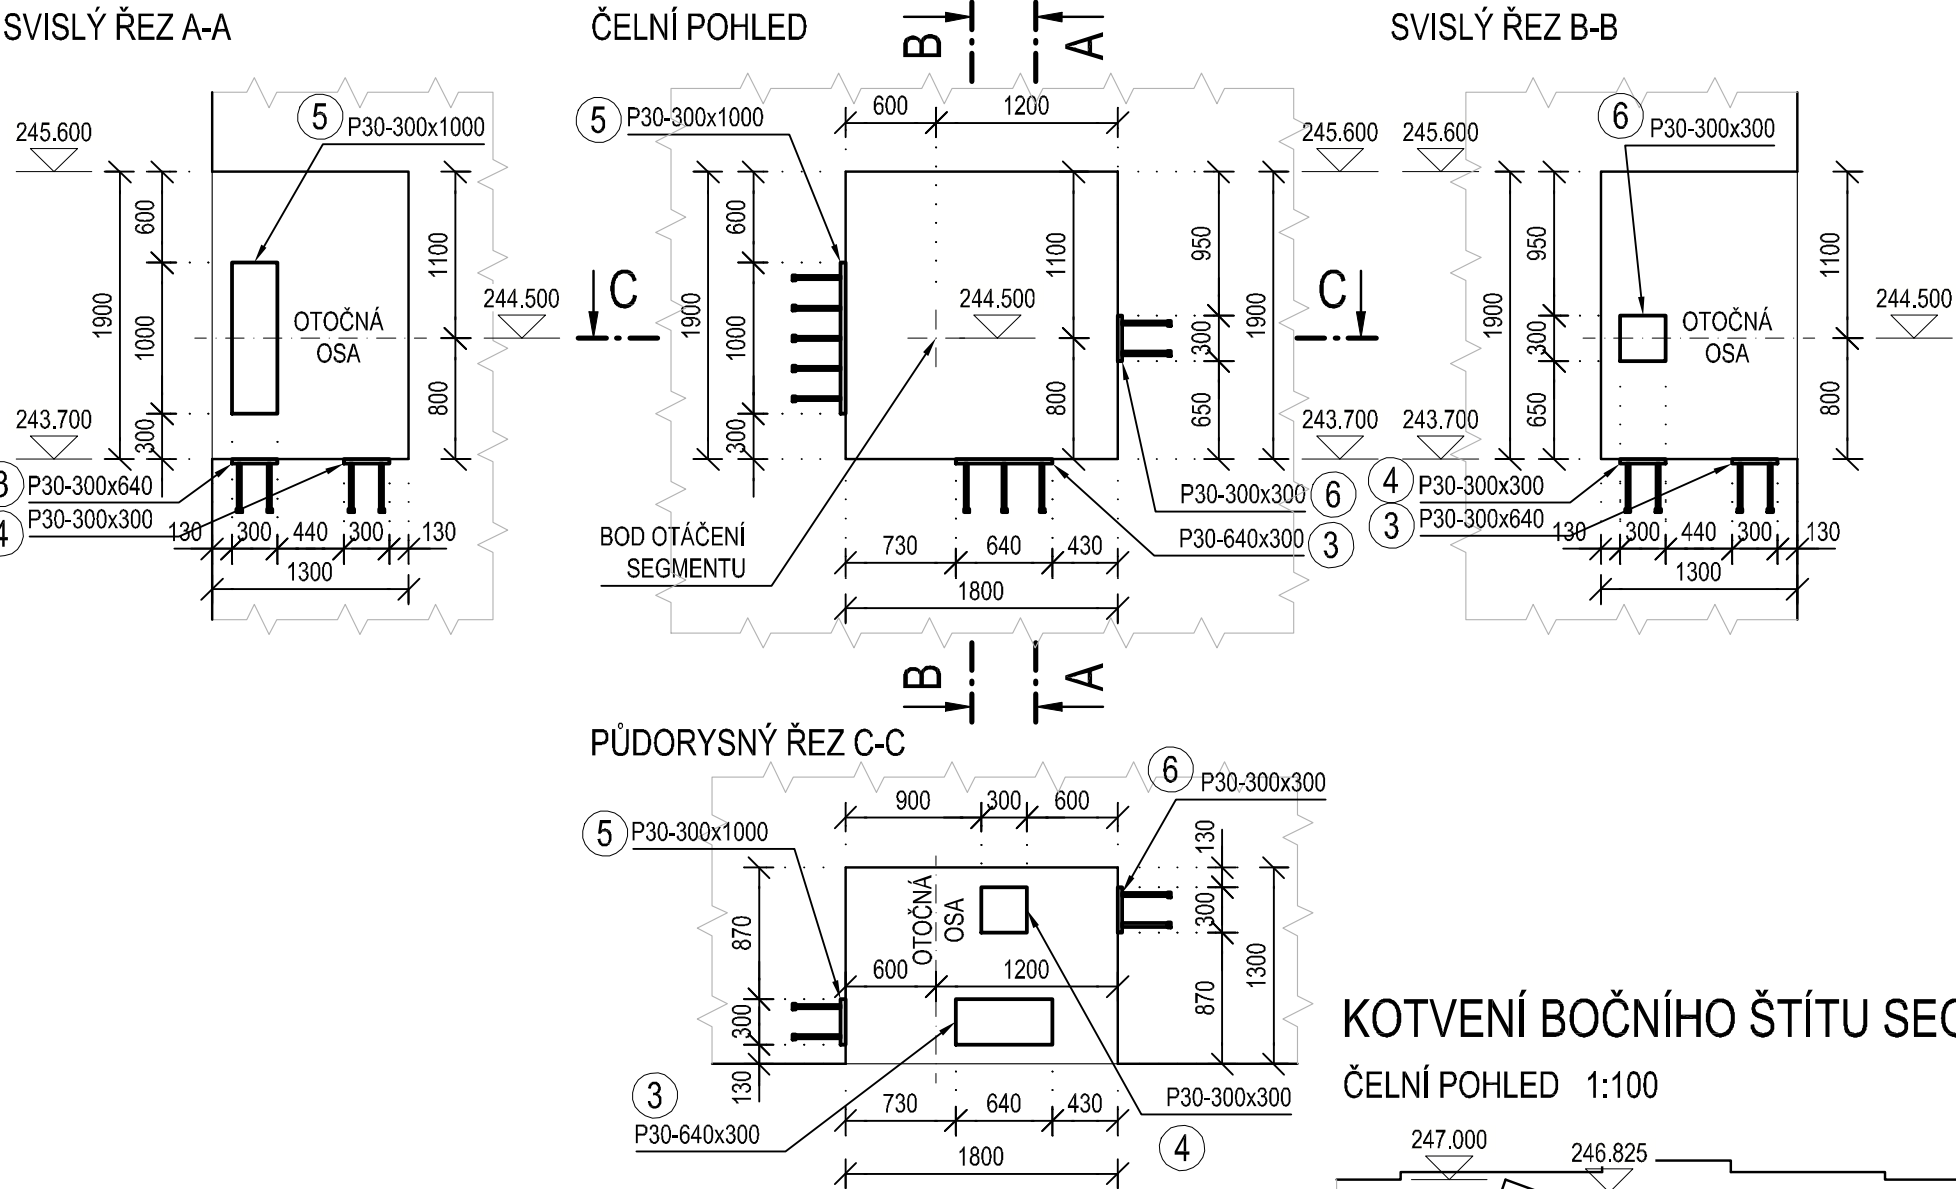 SVISLÝ ŘEZ A-A
245.600
5
P30-300x1000
1900
600
1000
300
1100
800
OTOČNÁ
OSA
244.500
243.700
3
P30-300x640
4
P30-300x300
130
300
440
300
130
1300
ČELNÍ POHLED
B
A
5
P30-300x1000
600
1200
245.600
1900
600
1000
300
1100
800
950
300
650
1900
C
244.500
C
243.700
BOD OTÁČENÍ
SEGMENTU
P30-300x300
6
P30-640x300
3
730
640
430
1800
B
A
SVISLÝ ŘEZ B-B
245.600
6
P30-300x300
1900
950
300
650
1100
800
OTOČNÁ
OSA
244.500
243.700
4
P30-300x300
3
P30-300x640
130
300
440
300
130
1300
PŮDORYSNÝ ŘEZ C-C
6
P30-300x300
900
300
600
5
P30-300x1000
OTOČNÁ
OSA
600
1200
870
300
130
130
300
870
1300
3
P30-640x300
730
640
430
P30-300x300
4
1800
KOTVENÍ BOČNÍHO ŠTÍTU SEG
ČELNÍ POHLED 1:100
247.000
246.825